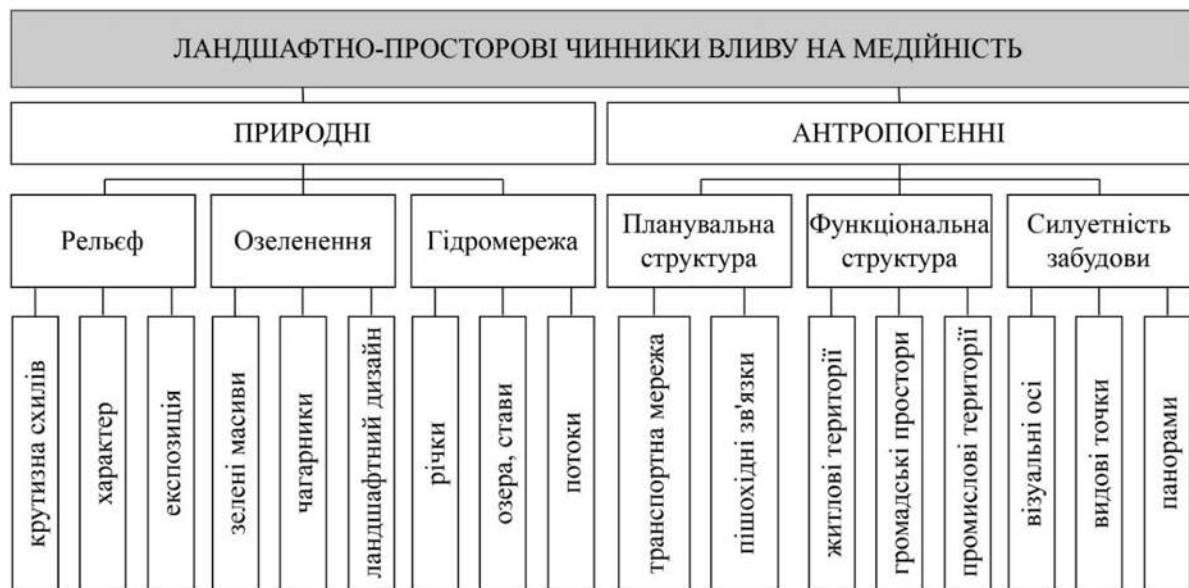 ЛАНДШАФТНО-ПРОСТОРОВІ ЧИННИКИ ВЛИВУ НА МЕДІЙНІСТЬ
ПРИРОДНІ
АНТРОПОГЕННІ
Рельєф
Озеленення
Гідромережа
Планувальна
структура
Функціональна
структура
Силуетність
забудови
крутизна схилів
характер
експозиція
зелені масиви
чагарники
ландшафтний дизайн
річки
озера, стави
потоки
транспортна мережа
пішохідні зв'язки
житлові території
громадські простори
промислові території
візуальні осі
видові точки
панорами